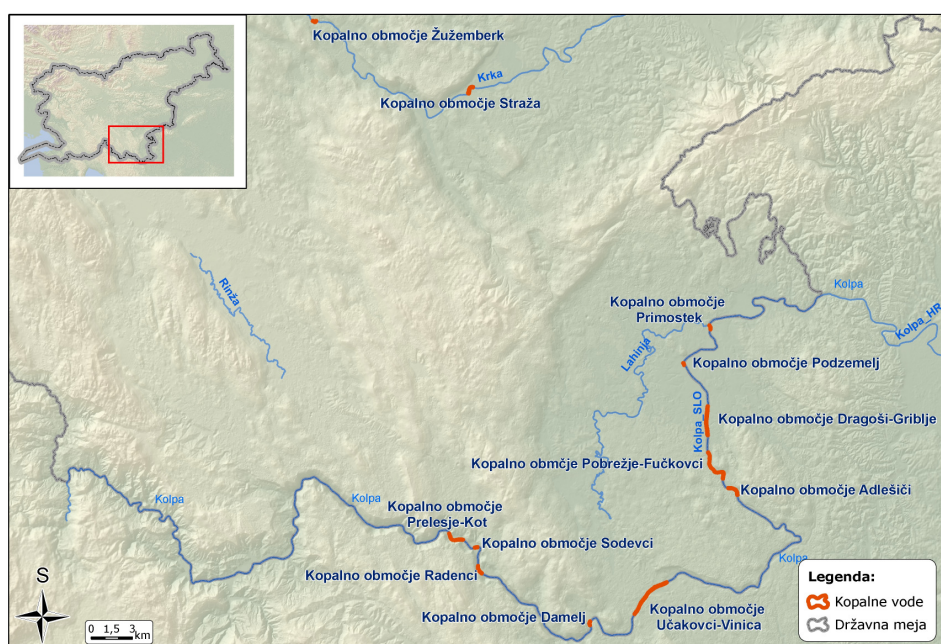 Kopalno območje Žužemberk
Krka
Kopalno območje Straža
Rinža
Kolpa
Kopalno območje
Primostek
Kolpa_HR
Lahinja
Kopalno območje Podzemelj
Kolpa_SLO
Kopalno območje Dragoši-Griblje
Kopalno obmčje Pobrežje-Fučkovci
Kopalno območje Adlešiči
Kolpa
Kolpa
Kopalno območje
Prelesje-Kot
Kopalno območje Sodevci
Kolpa
Kopalno območje Radenci
Kopalno območje Damelj
Kopalno območje
Učakovci-Vinica
S
0 1,5 3
km
Legenda:
Kopalne vode
Državna meja